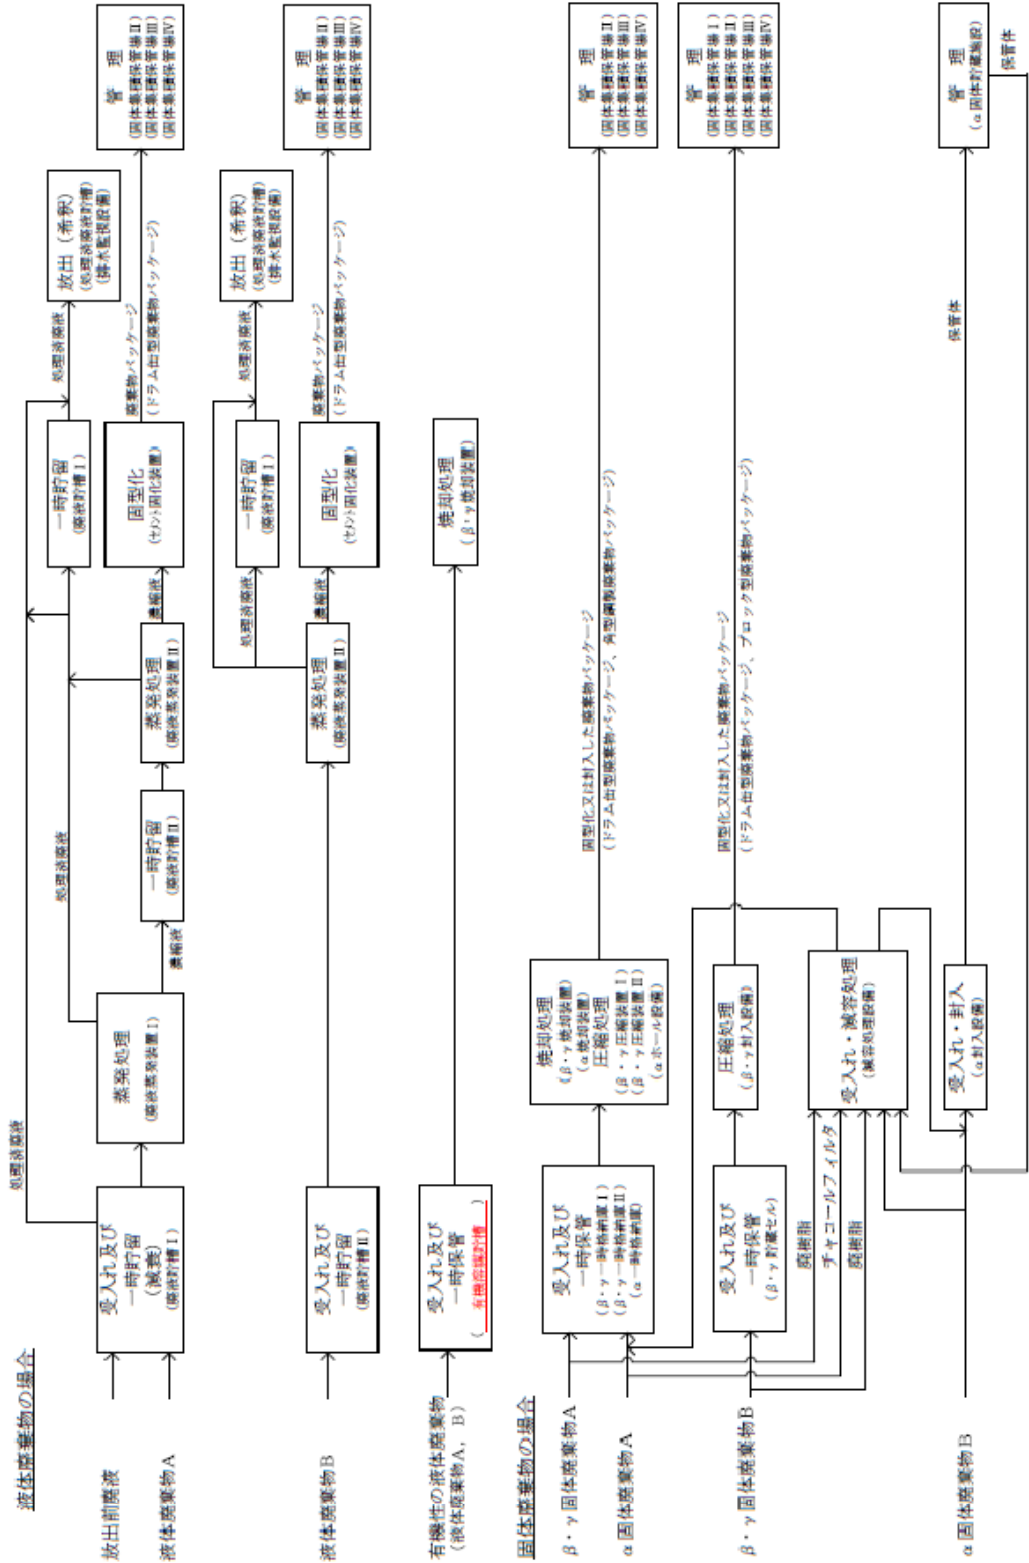 液体廃棄物の場合
放出前廃液
液体廃棄物A
受入れ及び
一時貯留
(減衰)
(廃液貯槽Ⅰ)
処理済廃液
蒸発処理
(廃液蒸発装置Ⅰ)
処理済廃液
濃縮液
一時貯留
(廃液貯槽Ⅱ)
蒸発処理
(廃液蒸発装置Ⅱ)
濃縮液
一時貯留
(廃液貯槽Ⅰ)
固型化
(セメント固化装置)
処理済廃液
放出(希釈)
(処理済廃液貯槽)
(排水監視設備)
廃棄物パッケージ
(ドラム缶型廃棄物パッケージ)
管 理
(固体集積保管場Ⅱ)
(固体集積保管場Ⅲ)
(固体集積保管場Ⅳ)
液体廃棄物B
受入れ及び
一時貯留
(廃液貯槽Ⅱ)
蒸発処理
(廃液蒸発装置Ⅱ)
処理済廃液
濃縮液
一時貯留
(廃液貯槽Ⅰ)
固型化
(セメント固化装置)
処理済廃液
放出(希釈)
(処理済廃液貯槽)
(排水監視設備)
廃棄物パッケージ
(ドラム缶型廃棄物パッケージ)
管 理
(固体集積保管場Ⅱ)
(固体集積保管場Ⅲ)
(固体集積保管場Ⅳ)
有機性の液体廃棄物
(液体廃棄物A, B)
受入れ及び
一時保管
( 有機溶媒貯槽 )
焼却処理
(β・γ焼却装置)
固体廃棄物の場合
β・γ固体廃棄物A
α固体廃棄物A
受入れ及び
一時保管
(β・γ一時格納庫Ⅰ)
(β・γ一時格納庫Ⅱ)
(α一時格納庫)
焼却処理
(β・γ焼却装置)
(α焼却装置)
圧縮処理
(β・γ圧縮装置Ⅰ)
(β・γ圧縮装置Ⅱ)
(αホール設備)
固型化又は封入した廃棄物パッケージ
(ドラム缶型廃棄物パッケージ、角型鋼製廃棄物パッケージ)
管 理
(固体集積保管場Ⅱ)
(固体集積保管場Ⅲ)
(固体集積保管場Ⅳ)
β・γ固体廃棄物B
受入れ及び
一時保管
(β・γ貯蔵セル)
圧縮処理
(β・γ封入設備)
固型化又は封入した廃棄物パッケージ
(ドラム缶型廃棄物パッケージ、ブロック型廃棄物パッケージ)
管 理
(固体集積保管場Ⅰ)
(固体集積保管場Ⅱ)
(固体集積保管場Ⅲ)
(固体集積保管場Ⅳ)
廃樹脂
チャコールフィルタ
廃樹脂
受入れ・減容処理
(減容処理設備)
α固体廃棄物B
受入れ・封入
(α封入設備)
保管体
管 理
(α固体貯蔵施設)
保管体